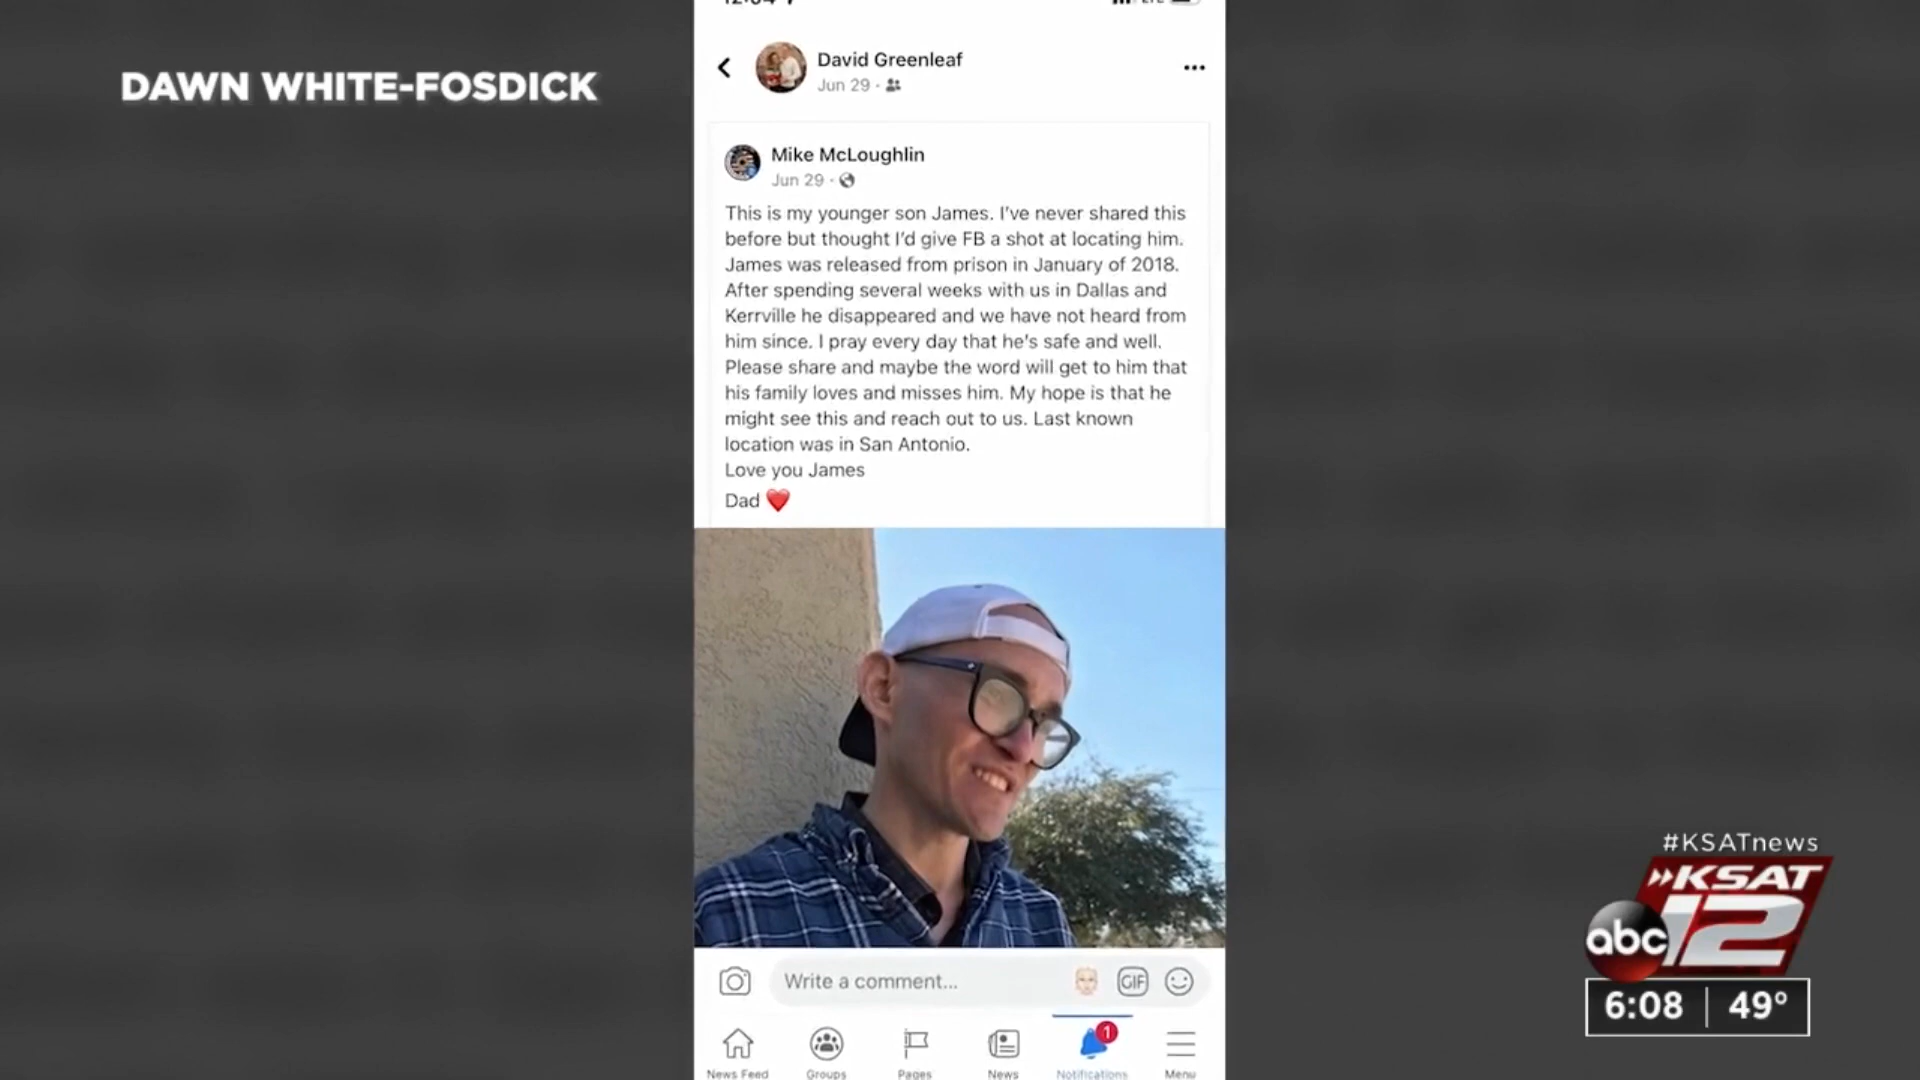 DAWN WHITE-FOSDICK
David Greenleaf
Jun 29 ·
Mike McLoughlin
Jun 29 ·
This is my younger son James. I've never shared this
before but thought I'd give FB a shot at locating him.
James was released from prison in January of 2018.
After spending several weeks with us in Dallas and
Kerrville he disappeared and we have not heard from
him since. I pray every day that he's safe and well.
Please share and maybe the word will get to him that
his family loves and misses him. My hope is that he
might see this and reach out to us. Last known
location was in San Antonio.
Love you James
Dad ❤️
Write a comment...
GIF
1
News Feed
Groups
Pages
News
Notifications
Menu
#KSATnews
KSAT
abc 12
6:08 | 49°